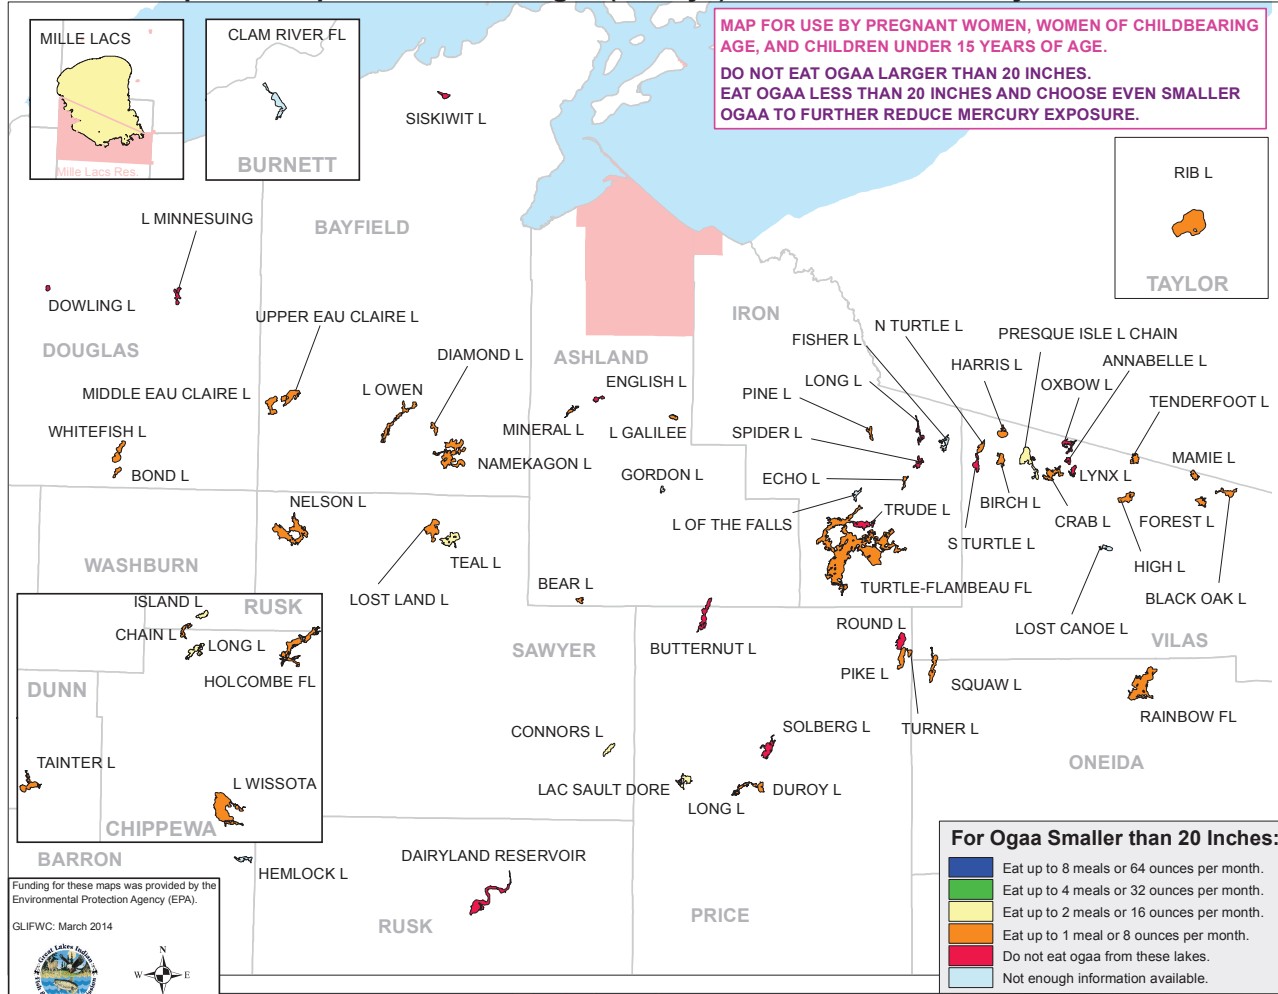 MAP FOR USE BY PREGNANT WOMEN, WOMEN OF CHILDBEARING
AGE, AND CHILDREN UNDER 15 YEARS OF AGE.
DO NOT EAT OGAA LARGER THAN 20 INCHES.
EAT OGAA LESS THAN 20 INCHES AND CHOOSE EVEN SMALLER
OGAA TO FURTHER REDUCE MERCURY EXPOSURE.
MILLE LACS
Mille Lacs Res.
CLAM RIVER FL
BURNETT
SISKIWIT L
RIB L
TAYLOR
L MINNESUING
BAYFIELD
DOWLING L
UPPER EAU CLAIRE L
IRON
DOUGLAS
DIAMOND L
ASHLAND
FISHER L
N TURTLE L
PRESQUE ISLE L CHAIN
HARRIS L
ANNABELLE L
MIDDLE EAU CLAIRE L
L OWEN
ENGLISH L
LONG L
OXBOW L
PINE L
TENDERFOOT L
WHITEFISH L
MINERAL L
L GALILEE
SPIDER L
MAMIE L
BOND L
NAMEKAGON L
GORDON L
ECHO L
LYNX L
NELSON L
BIRCH L
TRUDE L
L OF THE FALLS
CRAB L
FOREST L
S TURTLE L
WASHBURN
TEAL L
HIGH L
BEAR L
TURTLE-FLAMBEAU FL
LOST LAND L
BLACK OAK L
ISLAND L
RUSK
CHAIN L
LONG L
ROUND L
LOST CANOE L
VILAS
SAWYER
BUTTERNUT L
HOLCOMBE FL
PIKE L
SQUAW L
DUNN
RAINBOW FL
TURNER L
SOLBERG L
CONNORS L
TAINTER L
ONEIDA
L WISSOTA
LAC SAULT DORE
DUROY L
LONG L
CHIPPEWA
BARRON
HEMLOCK L
DAIRYLAND RESERVOIR
RUSK
PRICE
Funding for these maps was provided by the
Environmental Protection Agency (EPA).
GLIFWC: March 2014
N
W E
For Ogaa Smaller than 20 Inches:
Eat up to 8 meals or 64 ounces per month.
Eat up to 4 meals or 32 ounces per month.
Eat up to 2 meals or 16 ounces per month.
Eat up to 1 meal or 8 ounces per month.
Do not eat ogaa from these lakes.
Not enough information available.